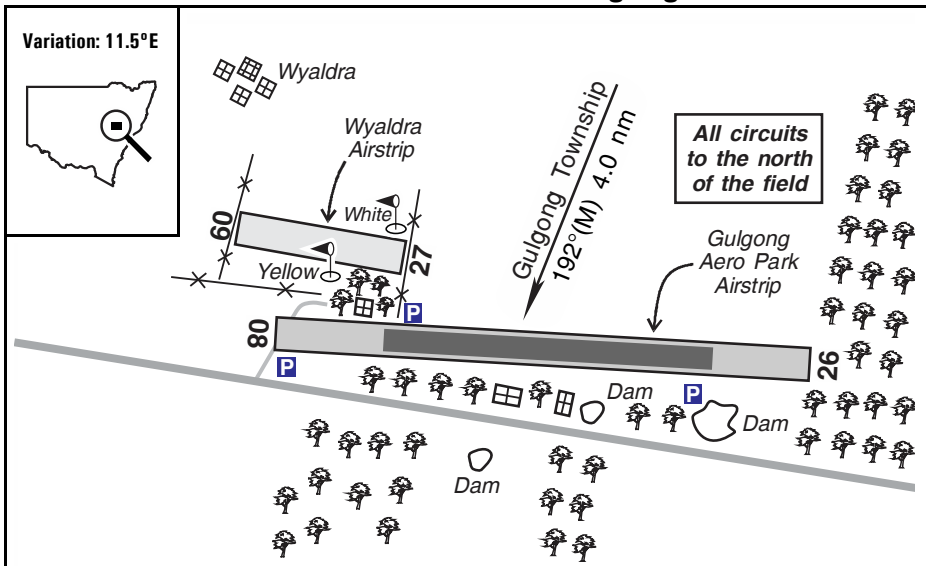 Variation: 11.5°E
Wyaldra
Wyaldra
Airstrip
White
Yellow
09
27
Gulgong Township
192°(M) 4.0 nm
All circuits
to the north
of the field
Gulgong
Aero Park
Airstrip
P
08
26
P
P
Dam
Dam
Dam